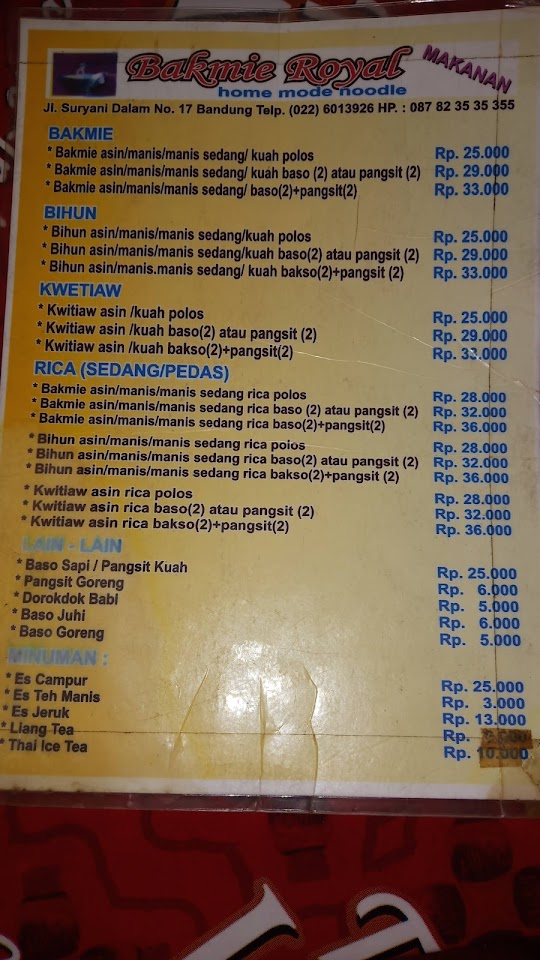 Bakmie Royal
MAKANAN
home mode noodle
Jl. Suryani Dalam No. 17 Bandung Telp. (022) 6013926 HP. : 087 82 35 35 355
BAKMIE
* Bakmie asin/manis/manis sedang/ kuah polos Rp. 25.000
* Bakmie asin/manis/manis sedang/ kuah baso (2) atau pangsit (2) Rp. 29.000
* Bakmie asin/manis/manis sedang/ baso(2)+pangsit(2) Rp. 33.000
BIHUN
* Bihun asin/manis/manis sedang/kuah polos Rp. 25.000
* Bihun asin/manis/manis sedang/kuah baso(2) atau pangsit (2) Rp. 29.000
* Bihun asin/manis.manis sedang/ kuah bakso(2)+pangsit (2) Rp. 33.000
KWETIAW
* Kwitiaw asin /kuah polos Rp. 25.000
* Kwitiaw asin /kuah baso(2) atau pangsit (2) Rp. 29.000
* Kwitiaw asin /kuah bakso(2)+pangsit(2) Rp. 33.000
RICA (SEDANG/PEDAS)
* Bakmie asin/manis/manis sedang rica polos Rp. 28.000
* Bakmie asin/manis/manis sedang rica baso (2) atau pangsit (2) Rp. 32.000
* Bakmie asin/manis/manis sedang rica baso(2)+pangsit(2) Rp. 36.000
* Bihun asin/manis/manis sedang rica polos Rp. 28.000
* Bihun asin/manis/manis sedang rica baso(2) atau pangsit (2) Rp. 32.000
* Bihun asin/manis/manis sedang rica bakso(2)+pangsit(2) Rp. 36.000
* Kwitiaw asin rica polos Rp. 28.000
* Kwitiaw asin rica baso(2) atau pangsit (2) Rp. 32.000
* Kwitiaw asin rica bakso(2)+pangsit(2) Rp. 36.000
LAIN - LAIN
* Baso Sapi / Pangsit Kuah Rp. 25.000
* Pangsit Goreng Rp. 6.000
* Dorokdok Babi Rp. 5.000
* Baso Juhi Rp. 6.000
* Baso Goreng Rp. 5.000
MINUMAN :
* Es Campur Rp. 25.000
* Es Teh Manis Rp. 3.000
* Es Jeruk Rp. 13.000
* Liang Tea Rp.
* Thai Ice Tea Rp. 10.000